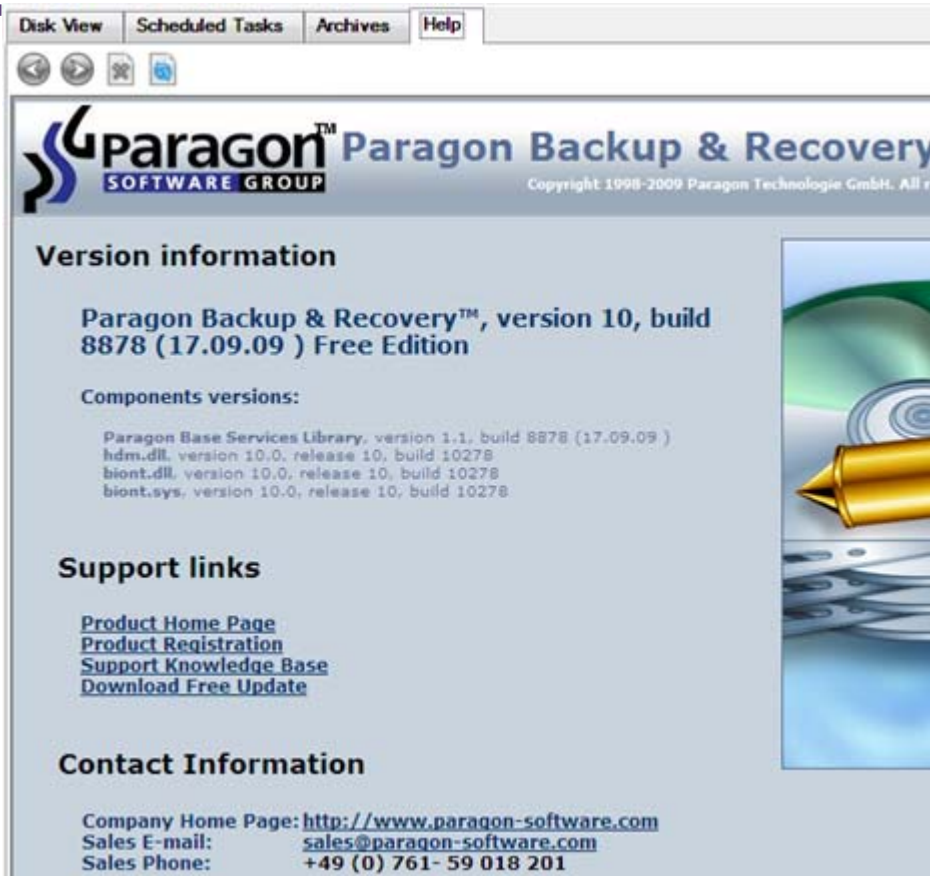 Disk View Scheduled Tasks Archives Help
Paragon™ Paragon Backup & Recovery
SOFTWARE GROUP
Copyright 1998-2009 Paragon Technologie GmbH. All
Version information
Paragon Backup & Recovery™, version 10, build
8878 (17.09.09 ) Free Edition
Components versions:
Paragon Base Services Library, version 1.1, build 8878 (17.09.09 )
hdm.dll, version 10.0, release 10, build 10278
biont.dll, version 10.0, release 10, build 10278
biont.sys, version 10.0, release 10, build 10278
Support links
Product Home Page
Product Registration
Support Knowledge Base
Download Free Update
Contact Information
Company Home Page: http://www.paragon-software.com
Sales E-mail: sales@paragon-software.com
Sales Phone: +49 (0) 761- 59 018 201